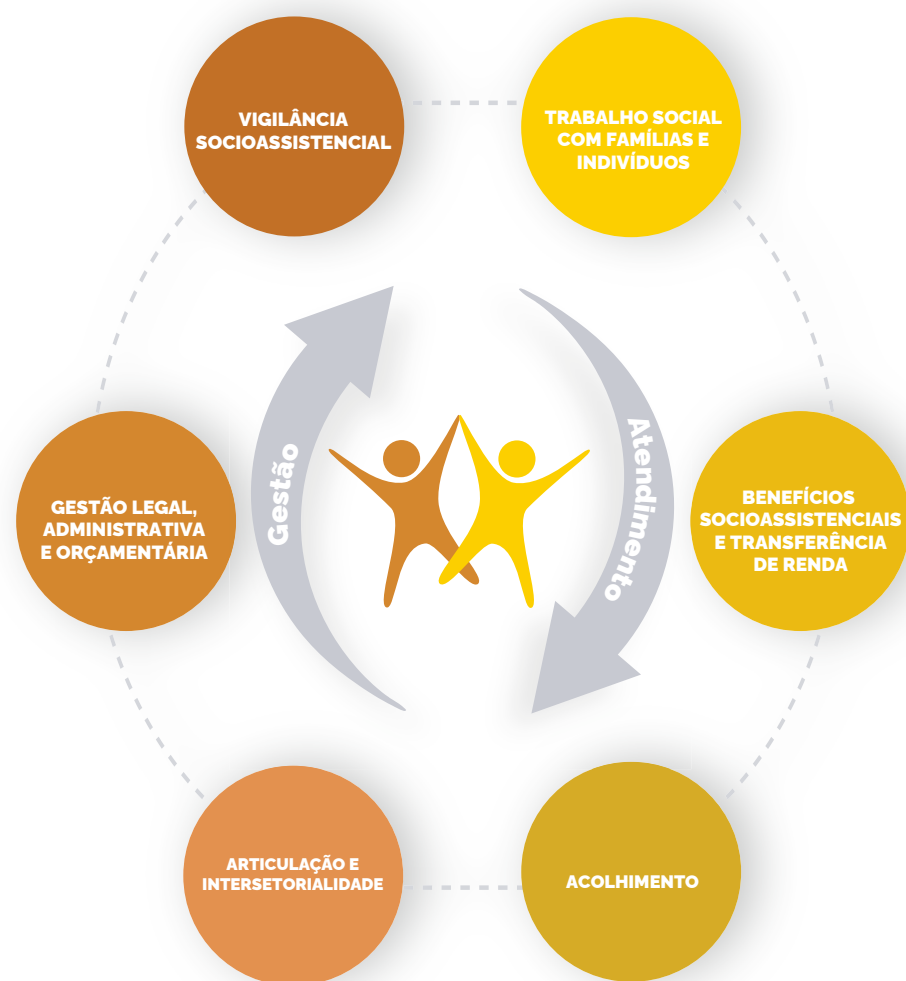 VIGILÂNCIA
SOCIOASSISTENCIAL
TRABALHO SOCIAL
COM FAMÍLIAS E
INDIVÍDUOS
Gestão
Atendimento
GESTÃO LEGAL,
ADMINISTRATIVA
E ORÇAMENTÁRIA
BENEFÍCIOS
SOCIOASSISTENCIAIS
E TRANSFERÊNCIA
DE RENDA
ARTICULAÇÃO E
INTERSETORIALIDADE
ACOLHIMENTO